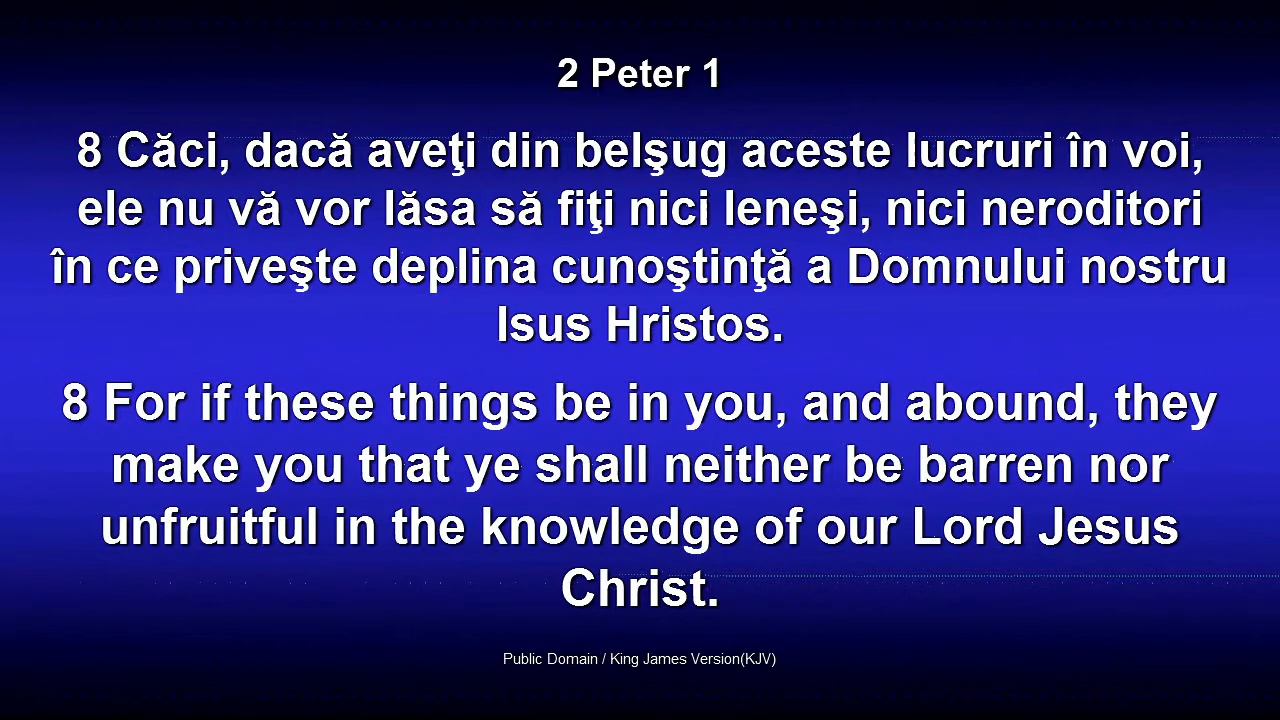 2 Peter 1
8 Căci, dacă aveţi din belşug aceste lucruri în voi,
ele nu vă vor lăsa să fiţi nici leneşi, nici neroditori
în ce priveşte deplina cunoştinţă a Domnului nostru
Isus Hristos.
8 For if these things be in you, and abound, they
make you that ye shall neither be barren nor
unfruitful in the knowledge of our Lord Jesus
Christ.
Public Domain / King James Version(KJV)